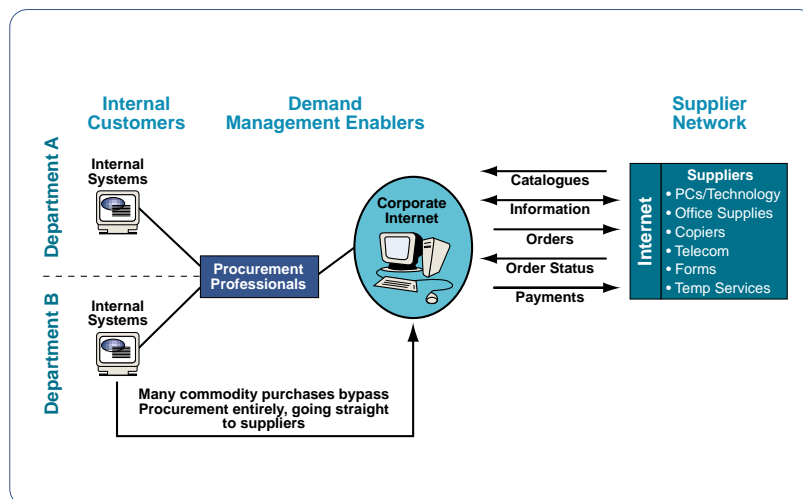 Internal
Customers
Demand
Management Enablers
Supplier
Network
Department A
Internal
Systems
Department B
Internal
Systems
Procurement
Professionals
Corporate
Internet
Catalogues
Information
Orders
Order Status
Payments
Internet
Suppliers
• PCs/Technology
• Office Supplies
• Copiers
• Telecom
• Forms
• Temp Services
Many commodity purchases bypass
Procurement entirely, going straight
to suppliers